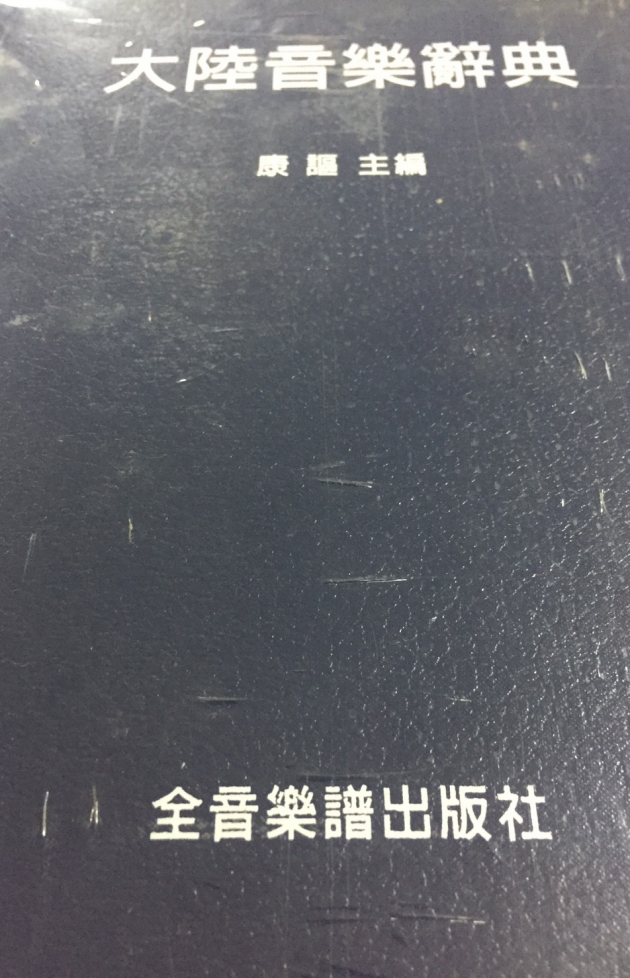 大陸音樂辭典
康謳 主編
全音樂譜出版社